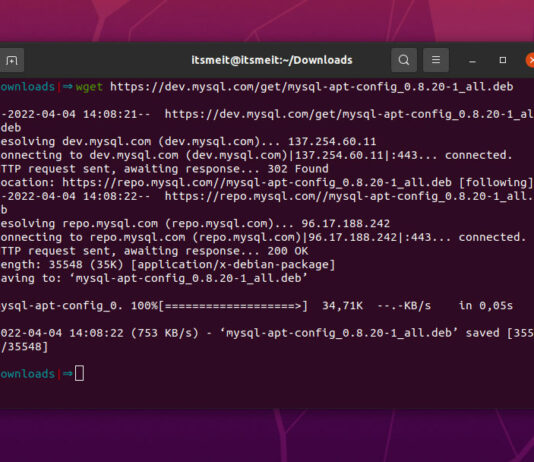 itsmeit@itsmeit:~/Downloads
ownloads|⇒wget https://dev.mysql.com/get/mysql-apt-config_0.8.20-1_all.deb
-2022-04-04 14:08:21--  https://dev.mysql.com/get/mysql-apt-config_0.8.20-1_al
deb
esolving dev.mysql.com (dev.mysql.com)... 137.254.60.11
onnecting to dev.mysql.com (dev.mysql.com)|137.254.60.11|:443... connected.
TTP request sent, awaiting response... 302 Found
ocation: https://repo.mysql.com//mysql-apt-config_0.8.20-1_all.deb [following]
-2022-04-04 14:08:22--  https://repo.mysql.com//mysql-apt-config_0.8.20-1_all.
b
esolving repo.mysql.com (repo.mysql.com)... 96.17.188.242
onnecting to repo.mysql.com (repo.mysql.com)|96.17.188.242|:443... connected.
TTP request sent, awaiting response... 200 OK
ength: 35548 (35K) [application/x-debian-package]
aving to: ‘mysql-apt-config_0.8.20-1_all.deb’
ysql-apt-config_0. 100%[===================>]  34,71K  --.-KB/s    in 0,05s
022-04-04 14:08:22 (753 KB/s) - ‘mysql-apt-config_0.8.20-1_all.deb’ saved [355
/35548]
ownloads|⇒